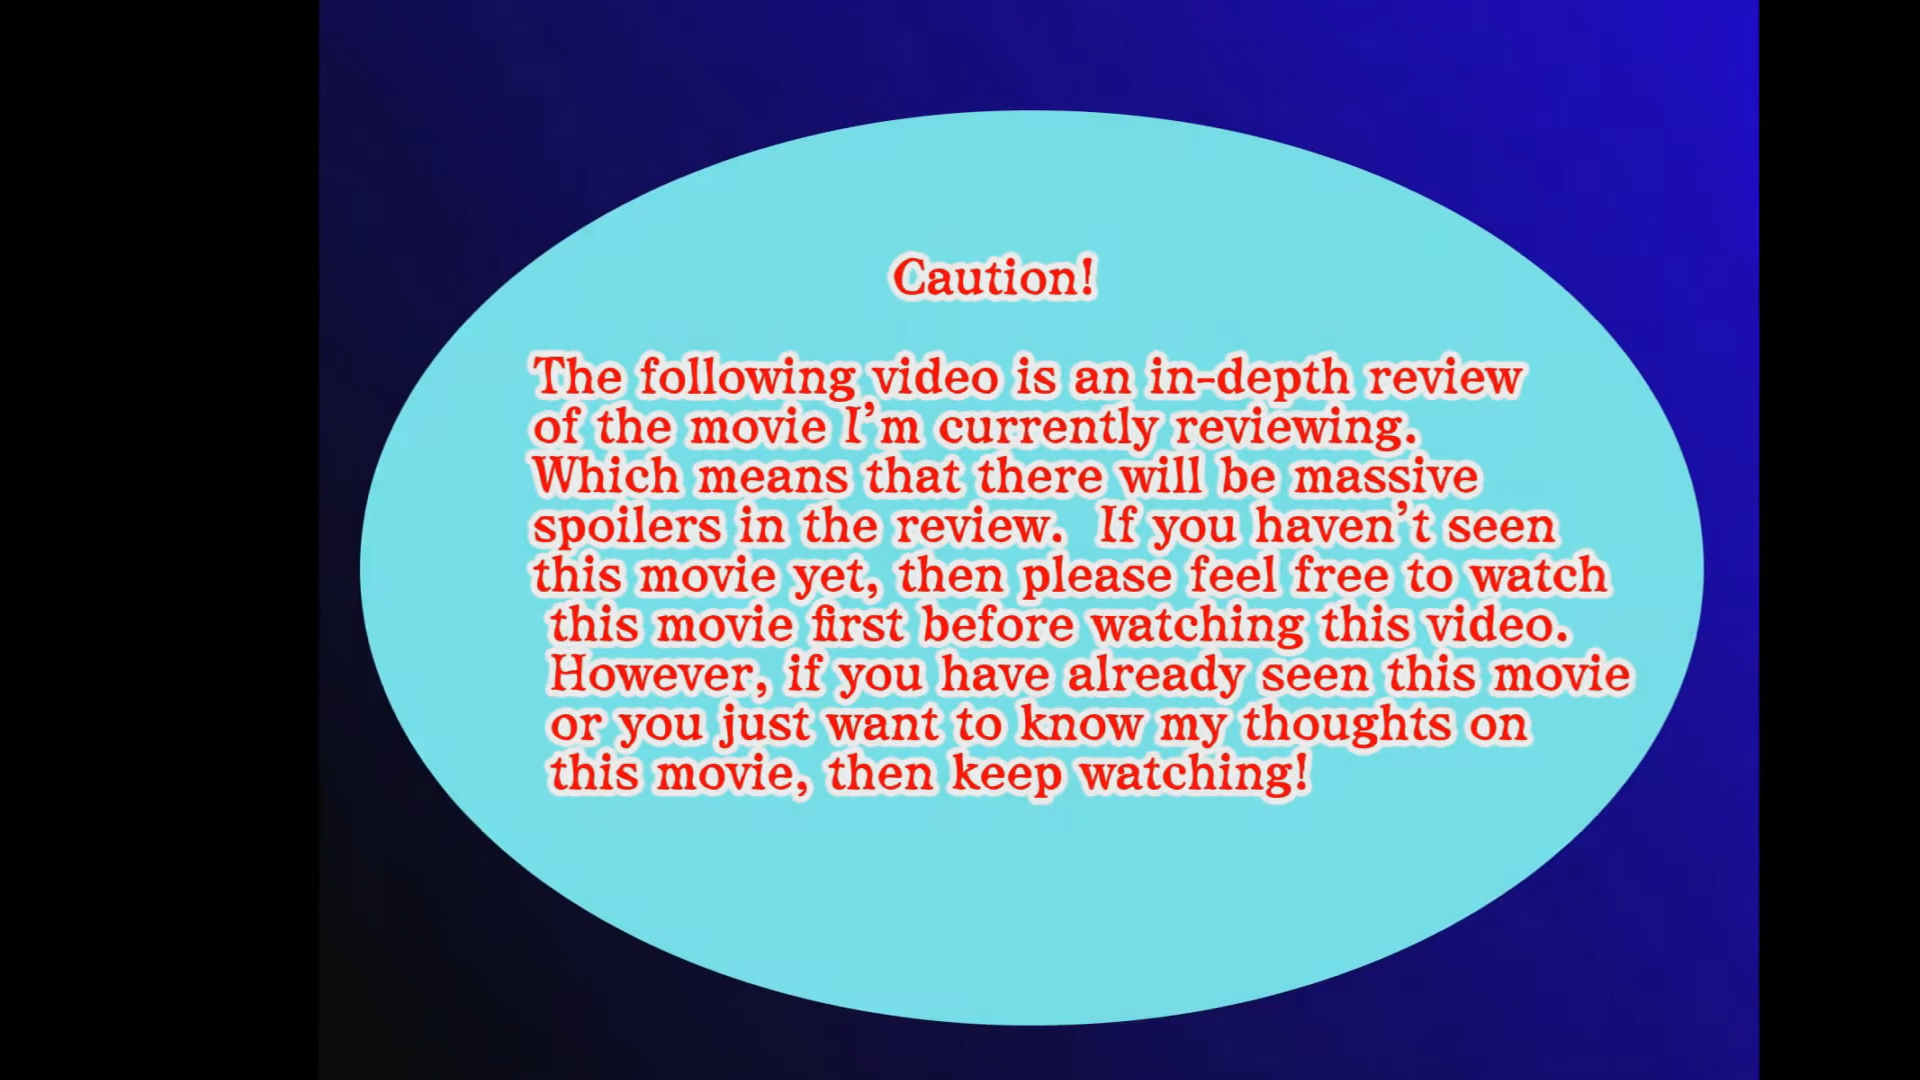 Caution!
The following video is an in-depth review
of the movie I'm currently reviewing.
Which means that there will be massive
spoilers in the review.  If you haven't seen
this movie yet, then please feel free to watch
this movie first before watching this video.
However, if you have already seen this movie
or you just want to know my thoughts on
this movie, then keep watching!